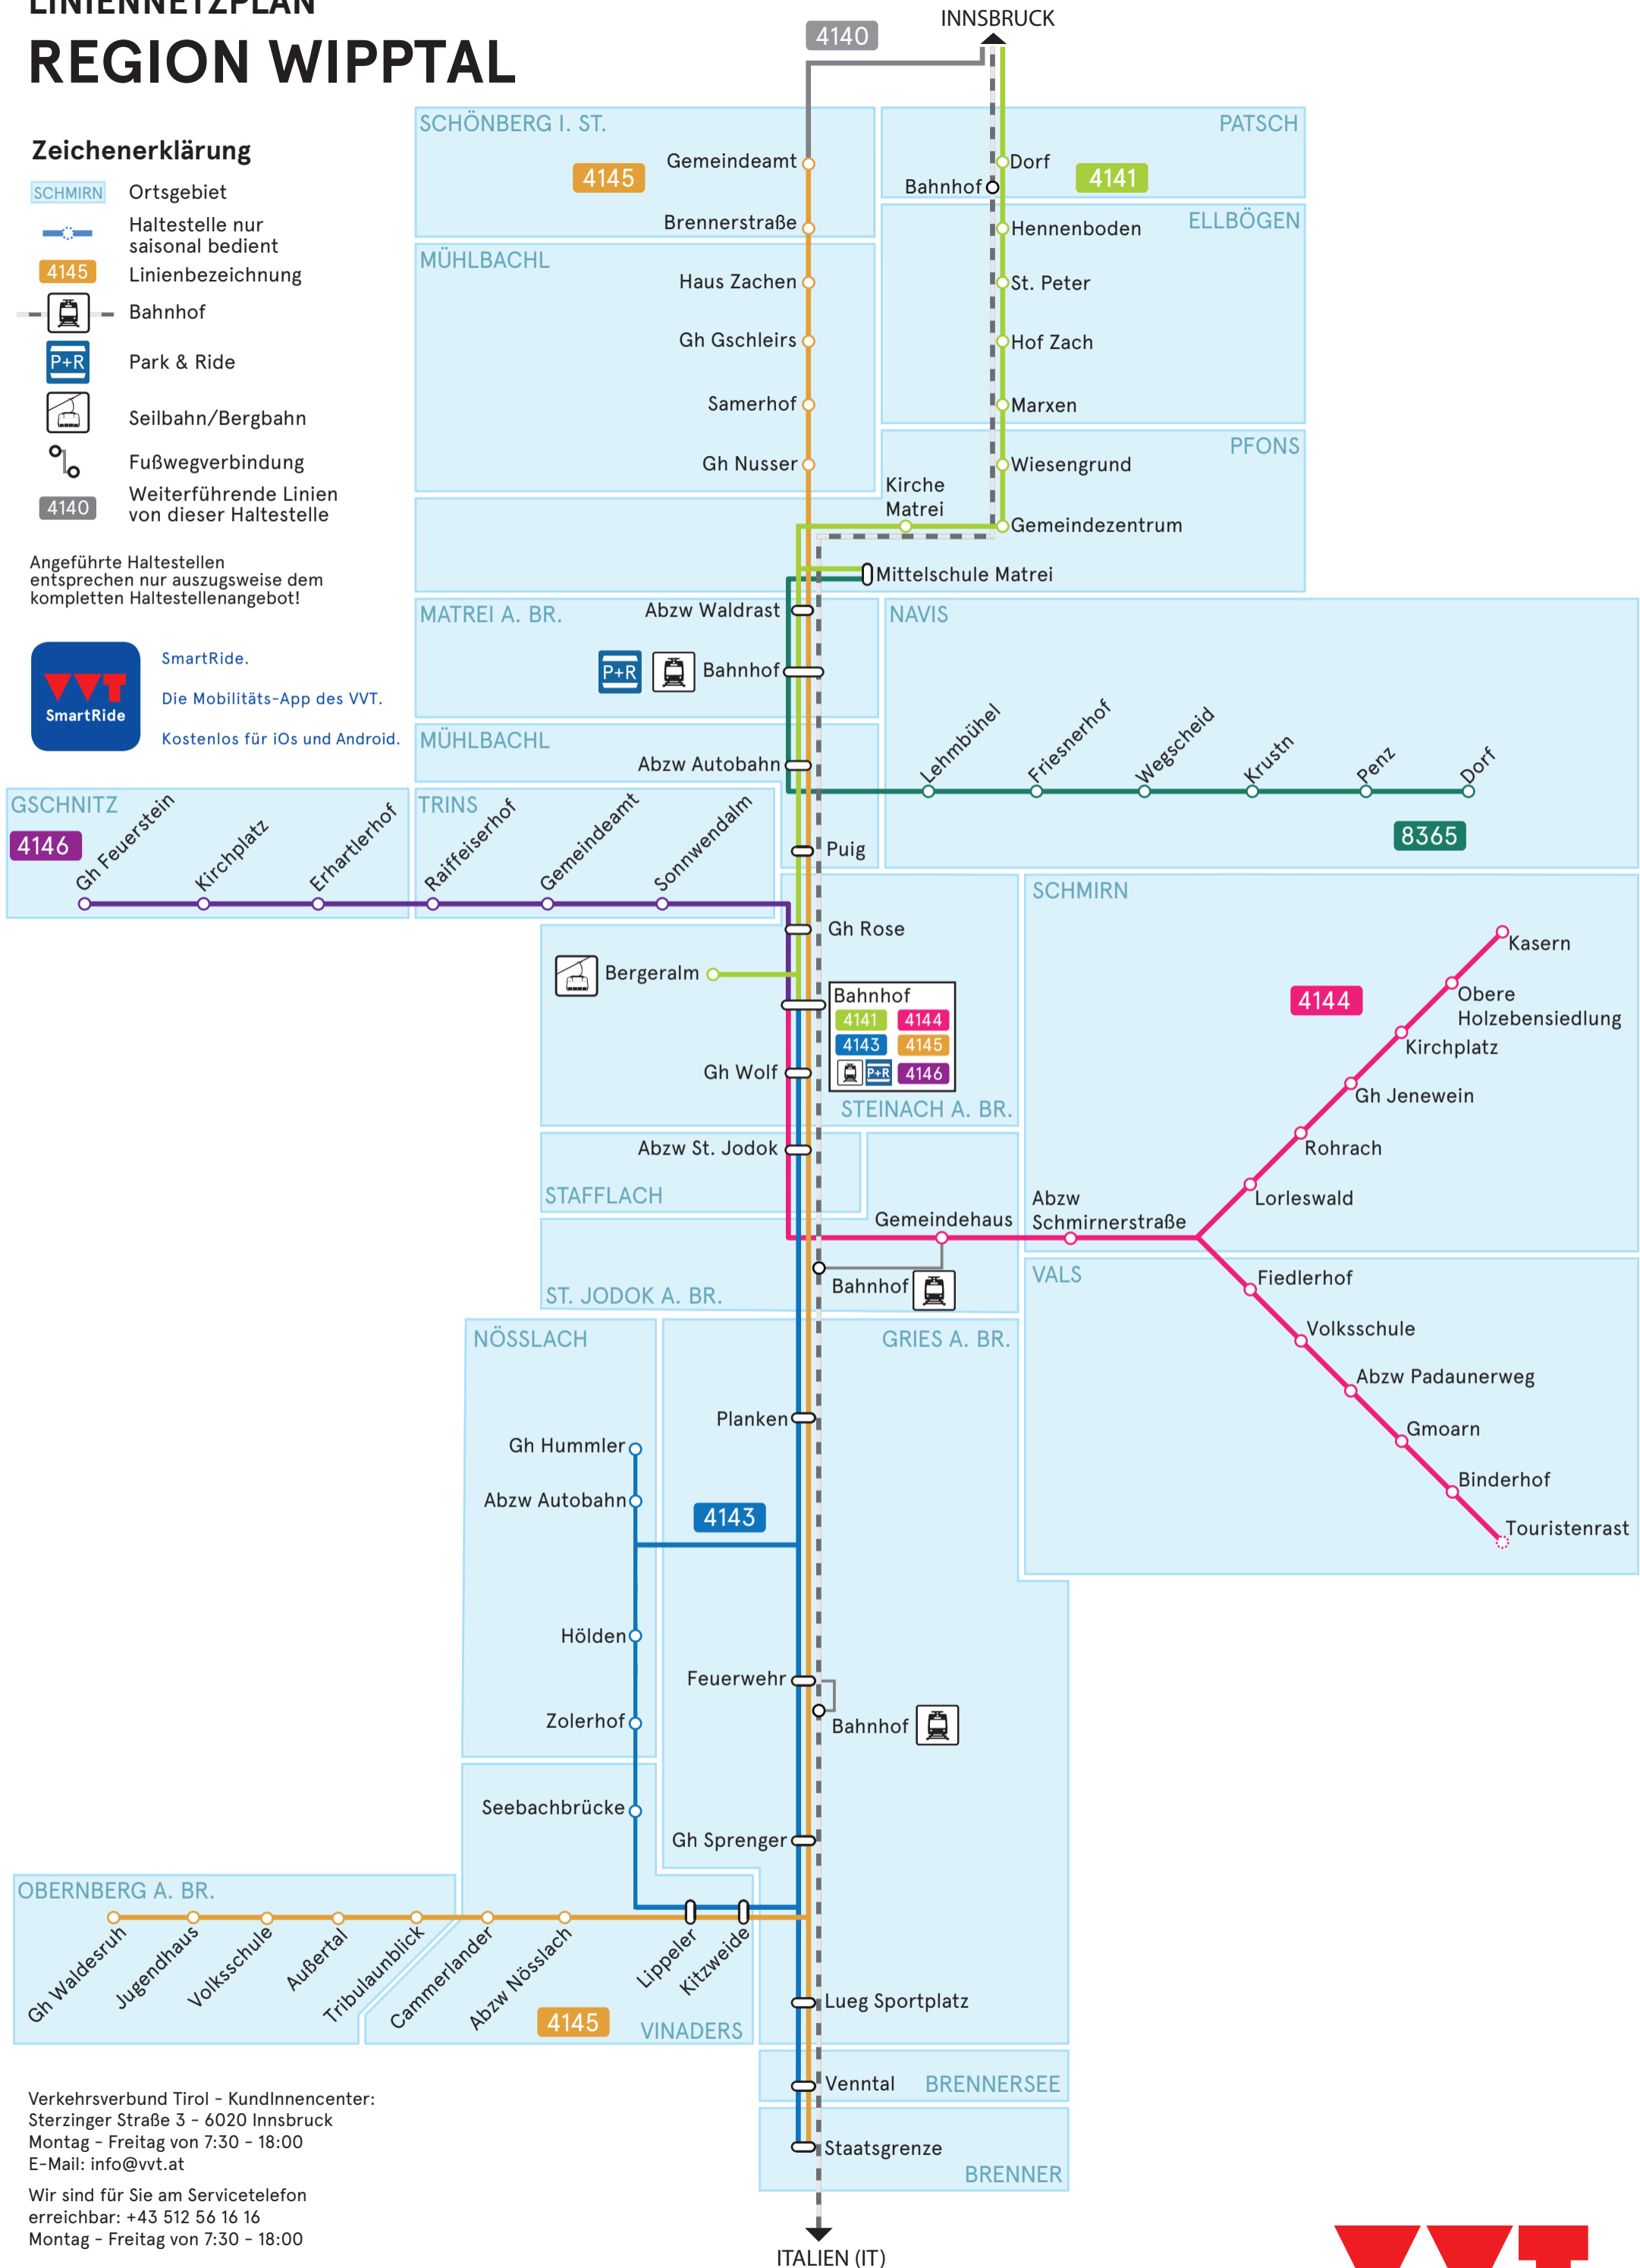 LINIENNETZPLAN
REGION WIPPTAL
Zeichenerklärung
SCHMIRN
Ortsgebiet
Haltestelle nur
saisonal bedient
4145
Linienbezeichnung
Bahnhof
P+R
Park & Ride
Seilbahn/Bergbahn
Fußwegverbindung
4140
Weiterführende Linien
von dieser Haltestelle
Angeführte Haltestellen
entsprechen nur auszugsweise dem
kompletten Haltestellenangebot!
VVT
SmartRide
SmartRide.
Die Mobilitäts-App des VVT.
Kostenlos für iOs und Android.
INNSBRUCK
4140
SCHÖNBERG I. ST.
4145
Gemeindeamt
Brennerstraße
PATSCH
Dorf
4141
Bahnhof
ELLBÖGEN
Hennenboden
St. Peter
Hof Zach
Marxen
MÜHLBACHL
Haus Zachen
Gh Gschleirs
Samerhof
Gh Nusser
PFONS
Wiesengrund
Kirche
Matrei
Gemeindezentrum
Mittelschule Matrei
MATREI A. BR.
Abzw Waldrast
P+R
Bahnhof
NAVIS
Lehmbühel
Friesnerhof
Wegscheid
Krustn
Penz
Dorf
8365
MÜHLBACHL
Abzw Autobahn
Puig
GSCHNITZ
4146
Gh Feuerstein
Kirchplatz
Erhartlerhof
TRINS
Raiffeiserhof
Gemeindeamt
Sonnwendalm
Gh Rose
Bergeralm
Bahnhof
4141
4144
4143
4145
P+R
4146
Gh Wolf
STEINACH A. BR.
SCHMIRN
4144
Kasern
Obere
Holzebensiedlung
Kirchplatz
Gh Jenewein
Rohrach
Lorleswald
Abzw
Schmirnerstraße
Abzw St. Jodok
STAFFLACH
Gemeindehaus
Bahnhof
ST. JODOK A. BR.
VALS
Fiedlerhof
Volksschule
Abzw Padaunerweg
Gmoarn
Binderhof
Touristenrast
NÖSSLACH
Gh Hummler
Abzw Autobahn
Hölden
Zolerhof
GRIES A. BR.
Planken
4143
Feuerwehr
Bahnhof
Seebachbrücke
Gh Sprenger
OBERNBERG A. BR.
Gh Waldesruh
Jugendhaus
Volksschule
Außertal
Tribulaunblick
Cammerlander
Abzw Nösslach
Lippeler
Kitzweide
4145
VINADERS
Lueg Sportplatz
Venntal
BRENNERSEE
Staatsgrenze
BRENNER
ITALIEN (IT)
Verkehrsverbund Tirol - KundInnencenter:
Sterzinger Straße 3 - 6020 Innsbruck
Montag - Freitag von 7:30 - 18:00
E-Mail: info@vvt.at
Wir sind für Sie am Servicetelefon
erreichbar: +43 512 56 16 16
Montag - Freitag von 7:30 - 18:00
VVT